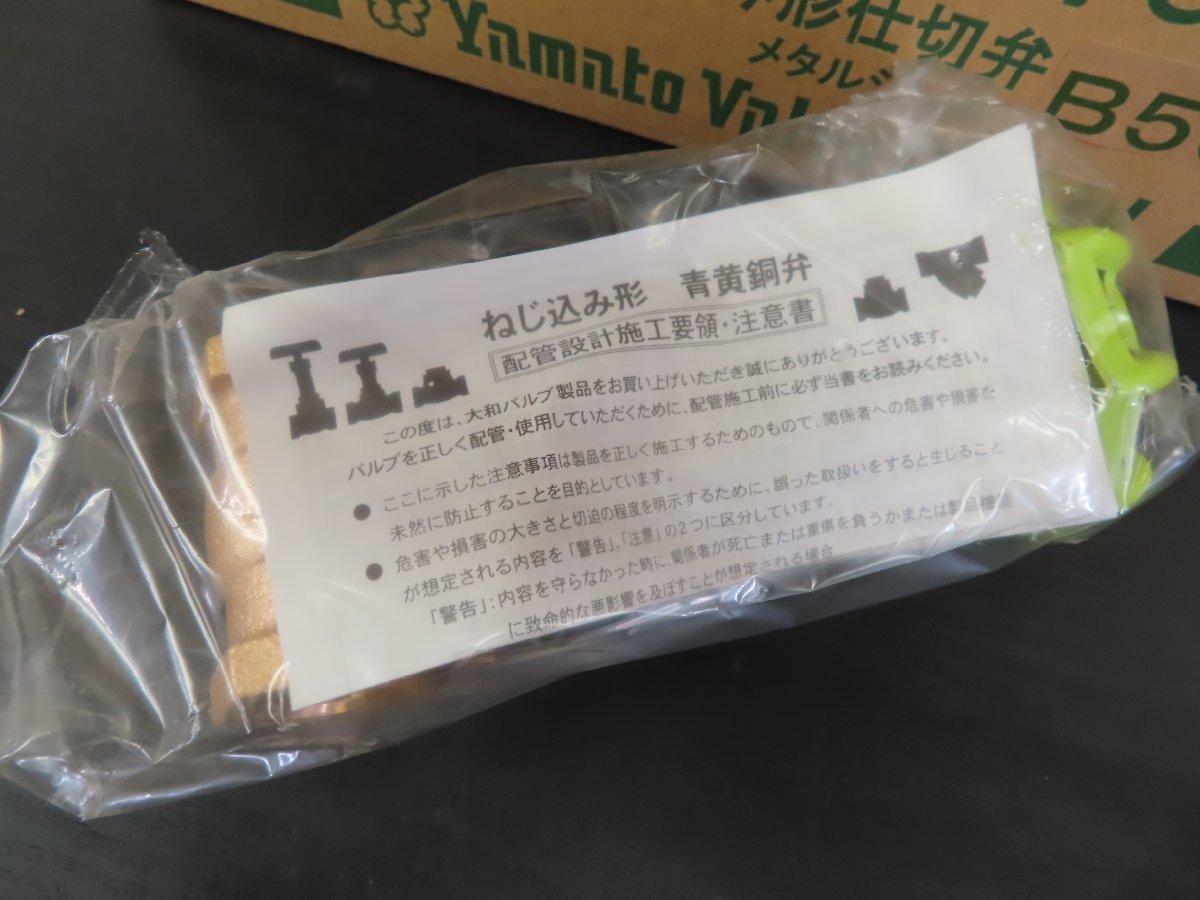 Yamato Val
形仕切弁
メタル
B5
ねじ込み形 青黄銅弁
配管設計施工要領・注意書
この度は、大和バルブ製品をお買い上げいただき誠にありがとうございます。
バルブを正しく配管・使用していただくために、配管施工前に必ず当書をお読みください。
● ここに示した注意事項は製品を正しく施工するためのもので、関係者への危害や損害を
未然に防止することを目的としています。
● 危害や損害の大きさと切迫の程度を明示するために、誤った取扱いをすると生じること
が想定される内容を「警告」、「注意」の2つに区分しています。
「警告」:内容を守らなかった時に、関係者が死亡または重傷を負うかまたは製品機能
に致命的な悪影響を及ぼすことが想定される場合